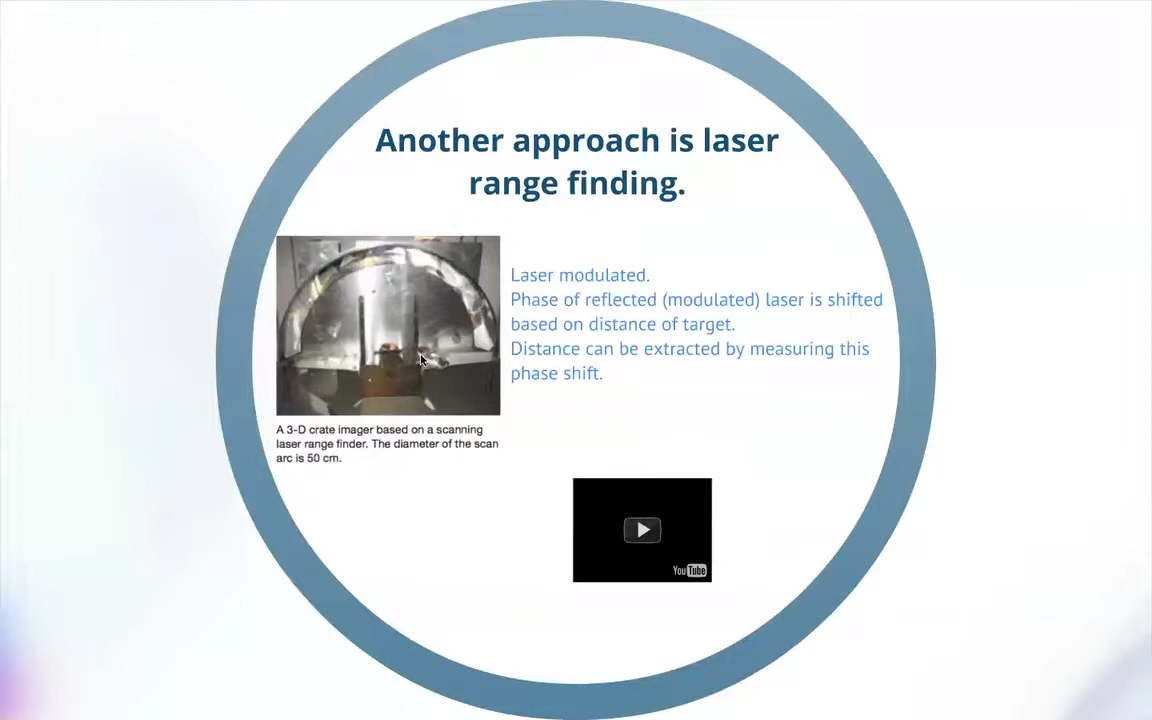 Another approach is laser
range finding.
Laser modulated.
Phase of reflected (modulated) laser is shifted
based on distance of target.
Distance can be extracted by measuring this
phase shift.
A 3-D crate imager based on a scanning
laser range finder. The diameter of the scan
arc is 50 cm.
YouTube